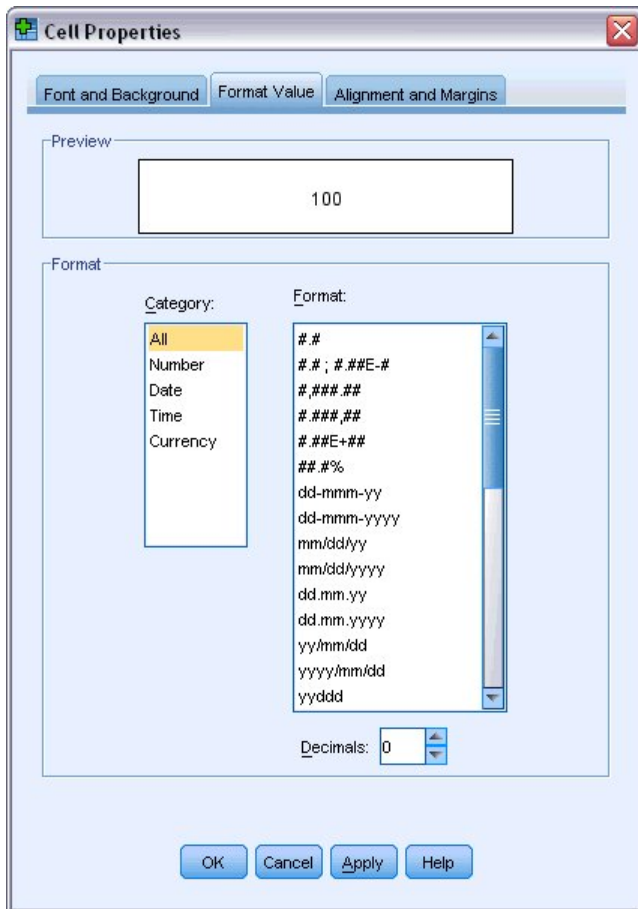 Cell Properties
Font and Background
Format Value
Alignment and Margins
Preview
100
Format
Category:
All
Number
Date
Time
Currency
Format:
#.#
#.# ; #.##E-#
#,###.##
#.###,##
#.##E+##
##.#%
dd-mmm-yy
dd-mmm-yyyy
mm/dd/yy
mm/dd/yyyy
dd.mm.yy
dd.mm.yyyy
yy/mm/dd
yyyy/mm/dd
yyddd
Decimals: 0
OK
Cancel
Apply
Help